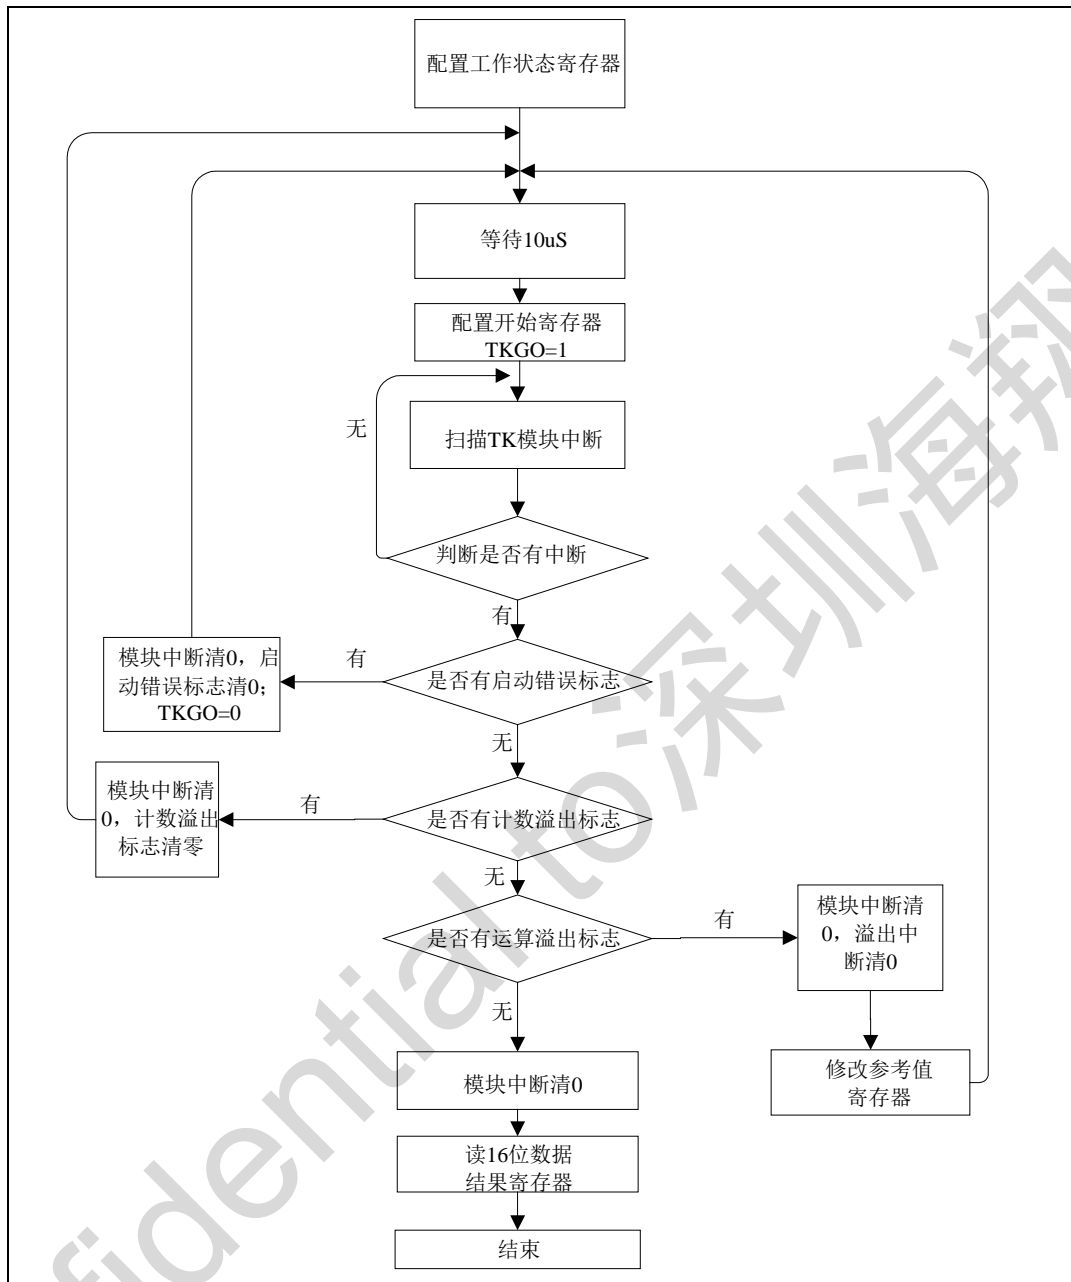 配置工作状态寄存器
等待10uS
配置开始寄存器
TKGO=1
无
扫描TK模块中断
判断是否有中断
有
模块中断清0，启
动错误标志清0；
TKGO=0
有
是否有启动错误标志
无
模块中断清
0，计数溢出
标志清零
有
是否有计数溢出标志
无
是否有运算溢出标志
有
模块中断清
0，溢出中
断清0
无
模块中断清0
修改参考值
寄存器
读16位数据
结果寄存器
结束
fidential to深圳海翔